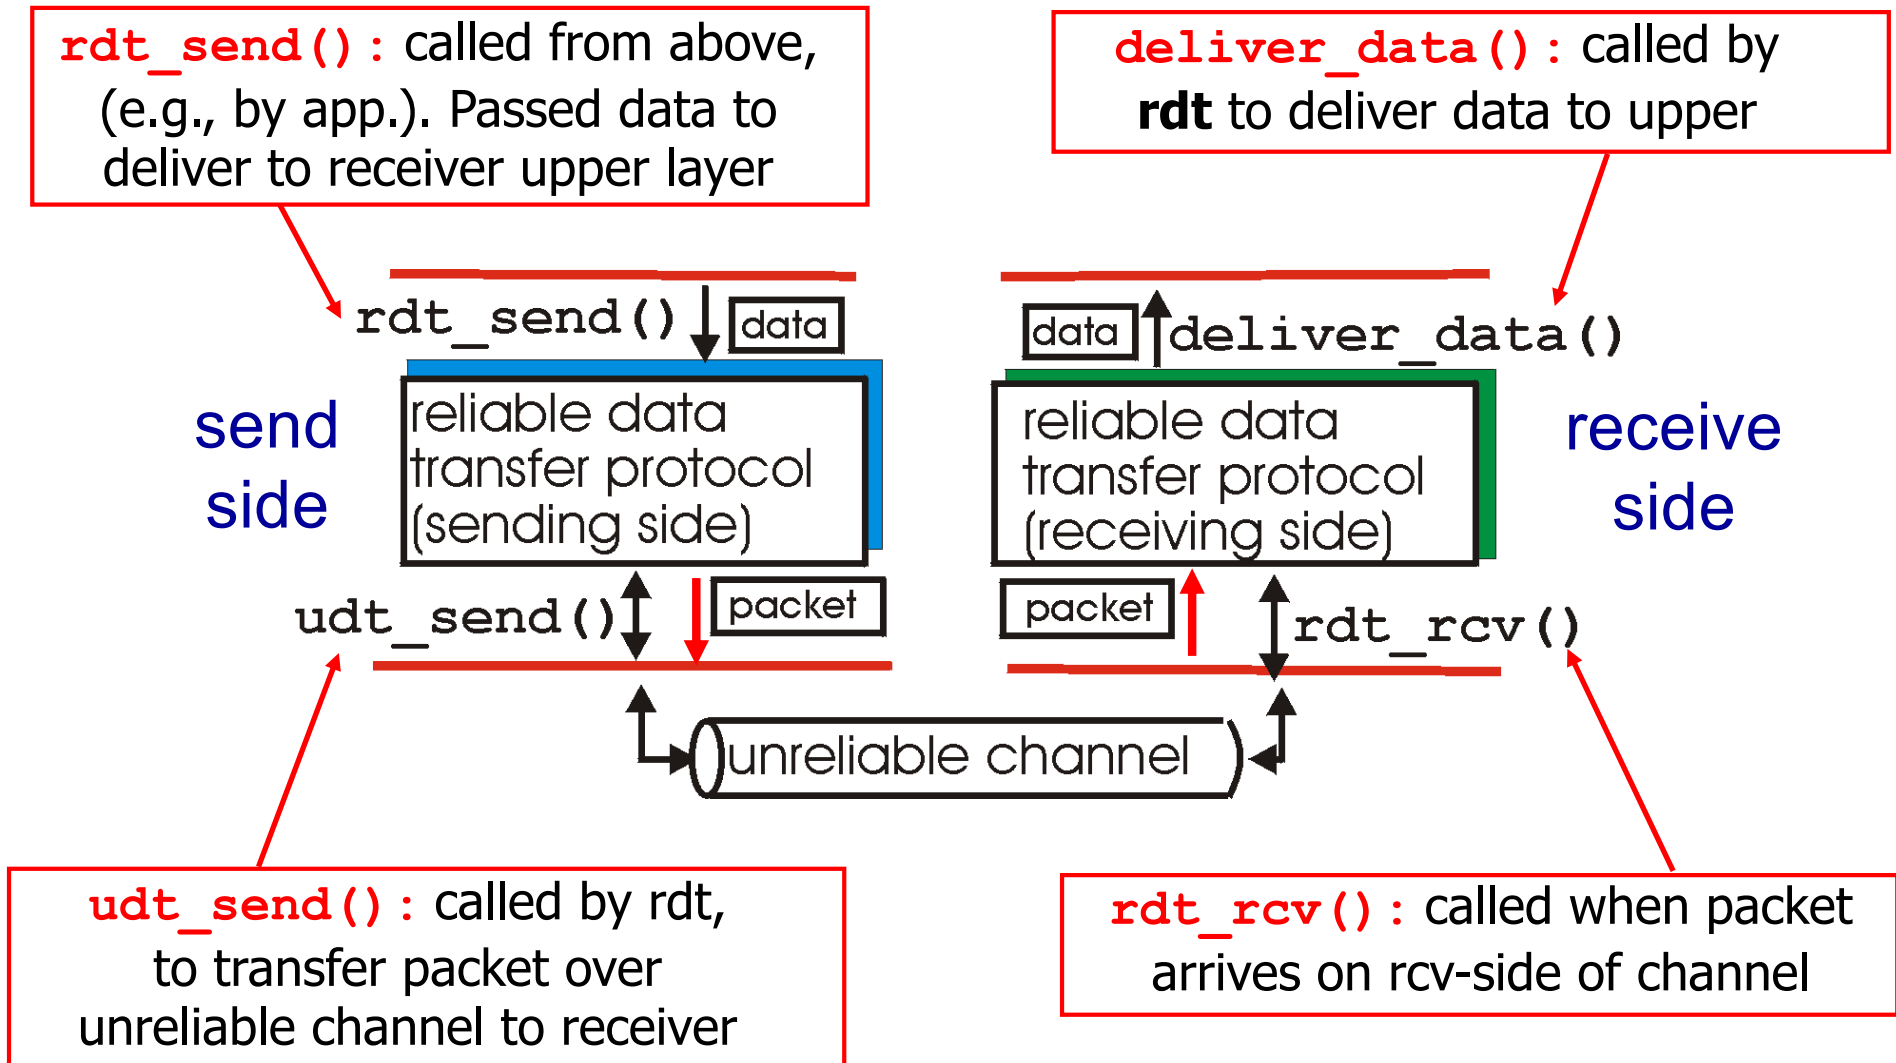 rdt_send(): called from above,
(e.g., by app.). Passed data to
deliver to receiver upper layer
deliver_data(): called by
rdt to deliver data to upper
rdt_send()
data
data
deliver_data()
send
side
reliable data
transfer protocol
(sending side)
reliable data
transfer protocol
(receiving side)
receive
side
udt_send()
packet
packet
rdt_rcv()
unreliable channel
udt_send(): called by rdt,
to transfer packet over
unreliable channel to receiver
rdt_rcv(): called when packet
arrives on rcv-side of channel